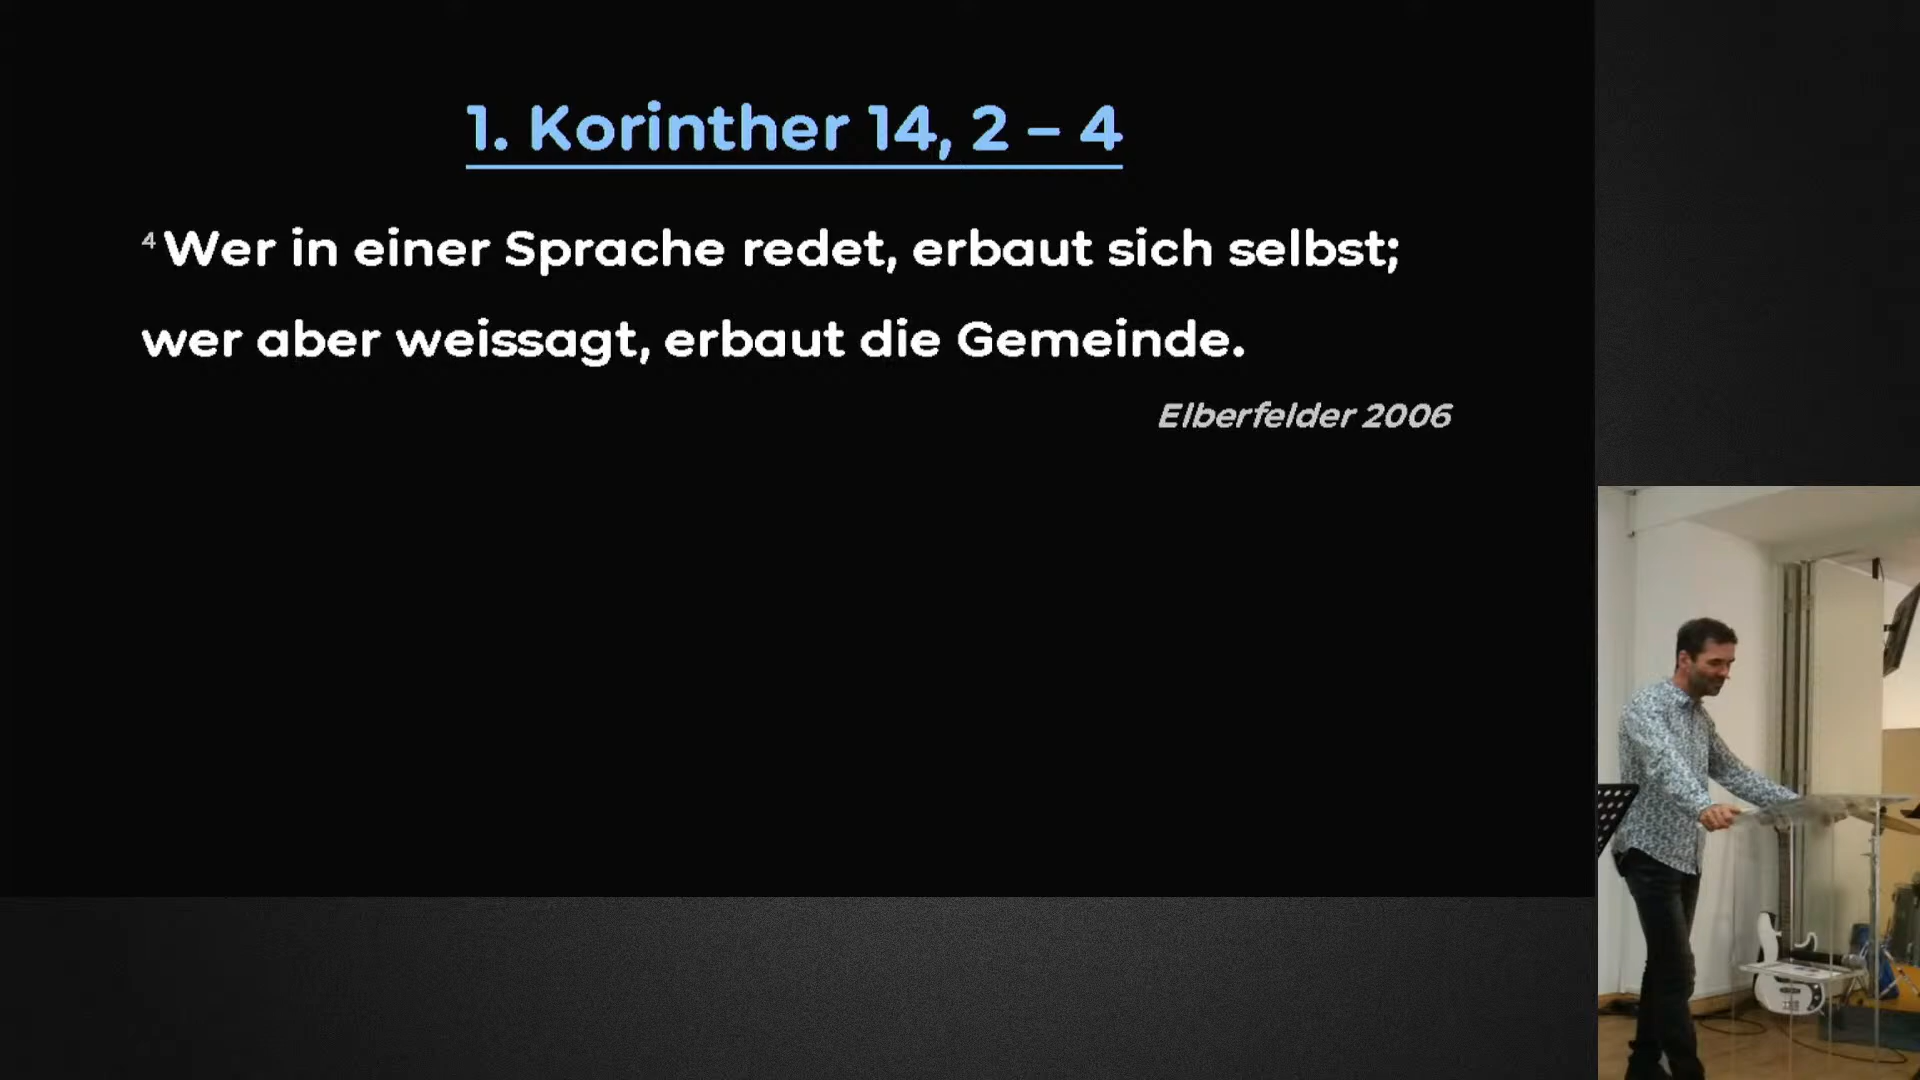 1. Korinther 14, 2 – 4
4 Wer in einer Sprache redet, erbaut sich selbst;
wer aber weissagt, erbaut die Gemeinde.
Elberfelder 2006